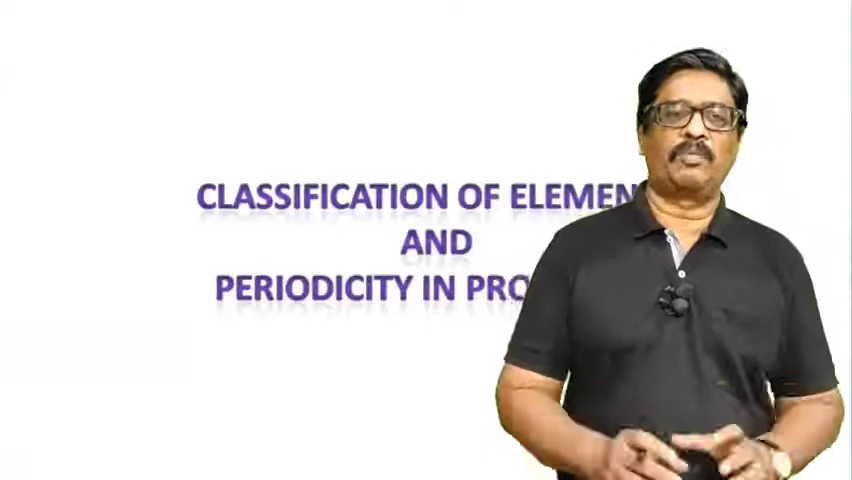 CLASSIFICATION OF ELEMEN
AND
PERIODICITY IN PRO